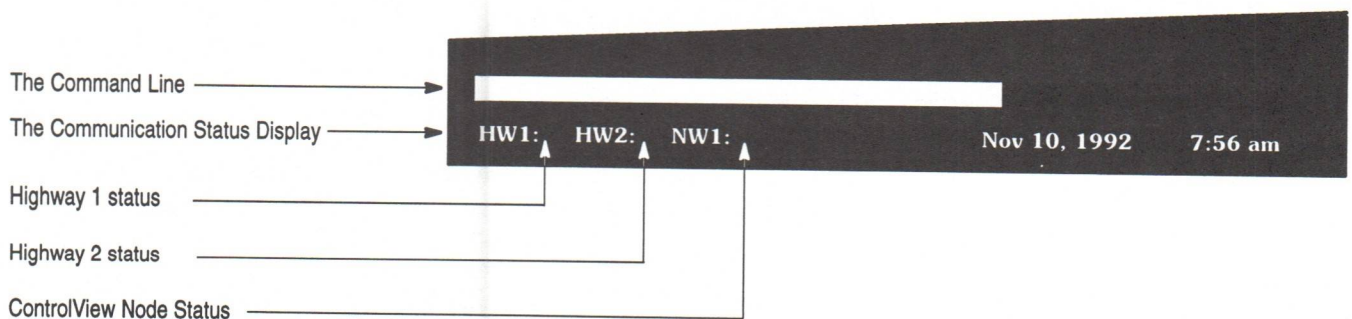 The Command Line
The Communication Status Display
HW1: HW2: NW1: Nov 10, 1992 7:56 am
Highway 1 status
Highway 2 status
ControlView Node Status